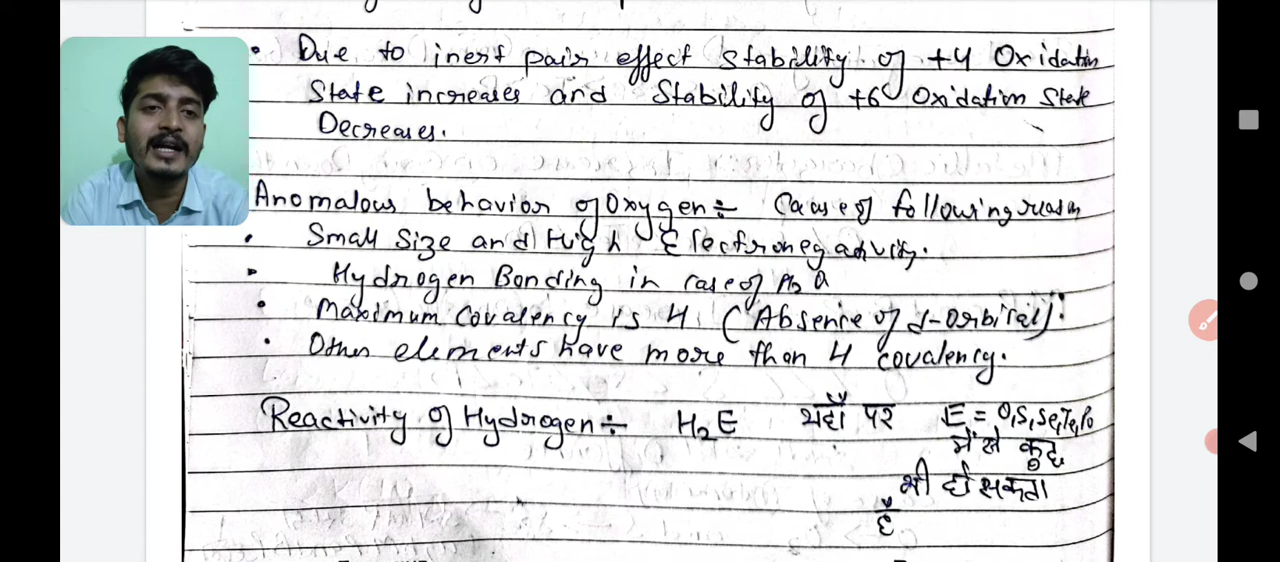 • Due to inert pair effect stability of +4 Oxidation
State increases and Stability of +6 Oxidation State
Decreases.
Anomalous behavior of Oxygen ÷ Cause of following reason
• Small Size and High Electronegativity.
• Hydrogen Bonding in case of H₂O
• Maximum Covalency is 4 (Absence of d-Orbital).
• Other elements have more than 4 covalency.
Reactivity of Hydrogen ÷ H₂E यहाँ पर E = O, S, Se, Te, Po
में से कुछ
भी हो सकता
है